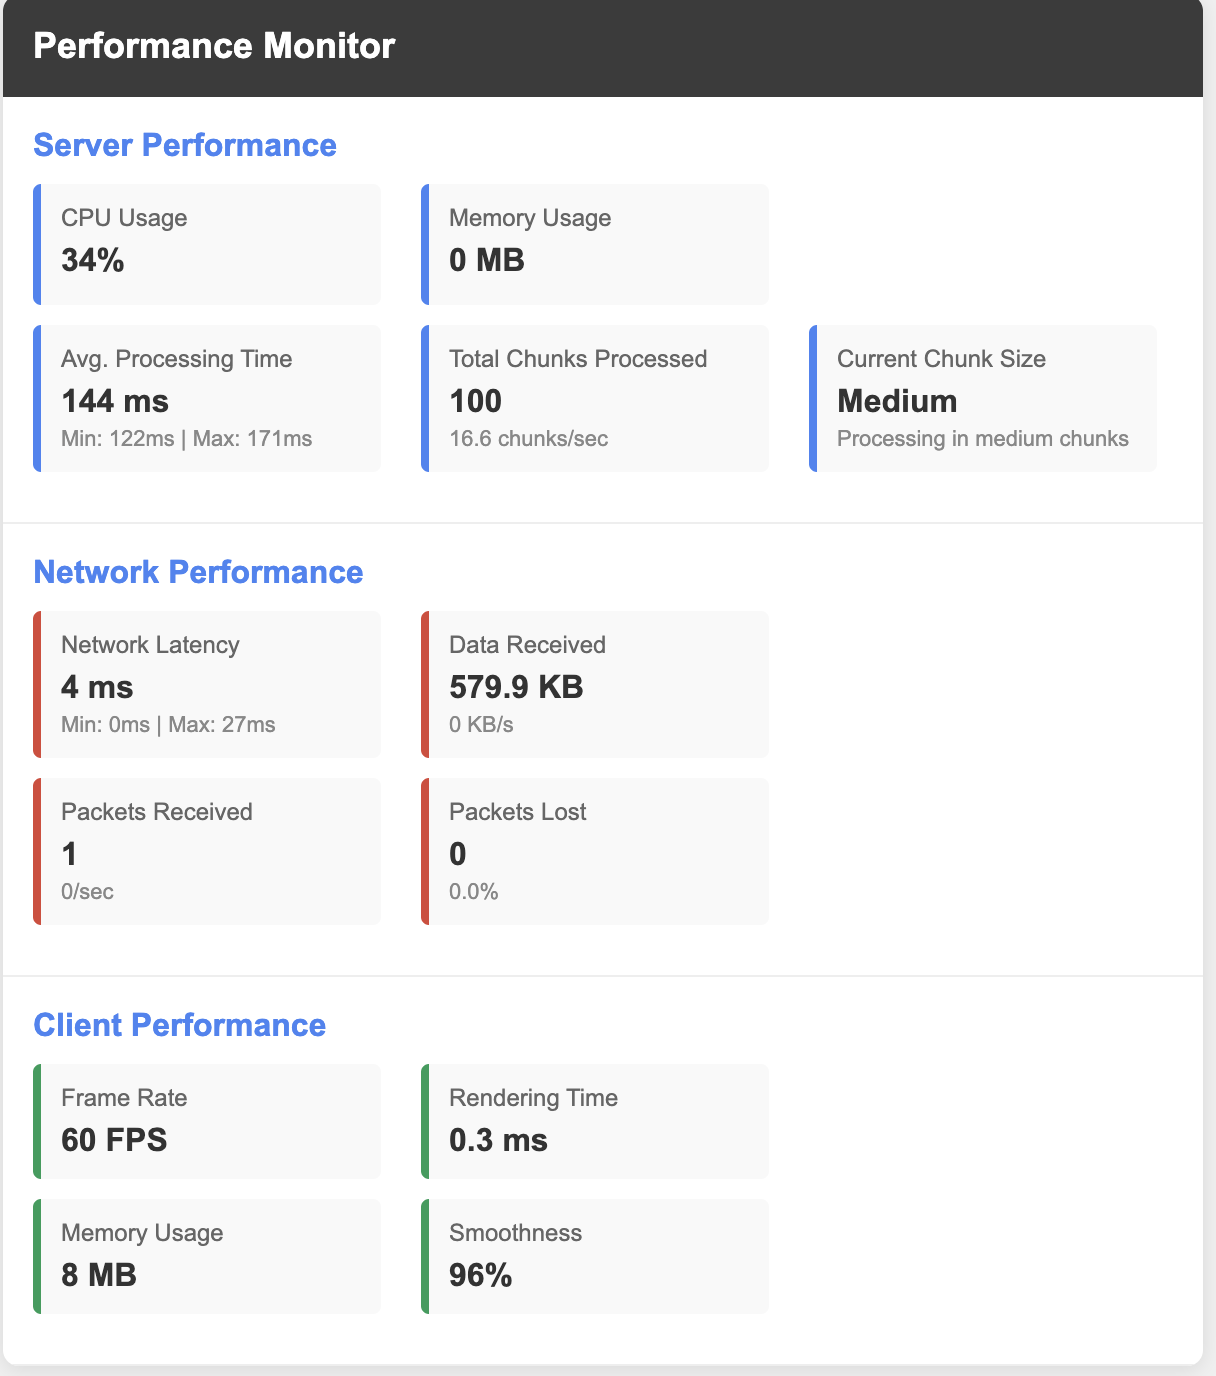 Performance Monitor
Server Performance
CPU Usage
34%
Memory Usage
0 MB
Avg. Processing Time
144 ms
Min: 122ms | Max: 171ms
Total Chunks Processed
100
16.6 chunks/sec
Current Chunk Size
Medium
Processing in medium chunks
Network Performance
Network Latency
4 ms
Min: 0ms | Max: 27ms
Data Received
579.9 KB
0 KB/s
Packets Received
1
0/sec
Packets Lost
0
0.0%
Client Performance
Frame Rate
60 FPS
Rendering Time
0.3 ms
Memory Usage
8 MB
Smoothness
96%